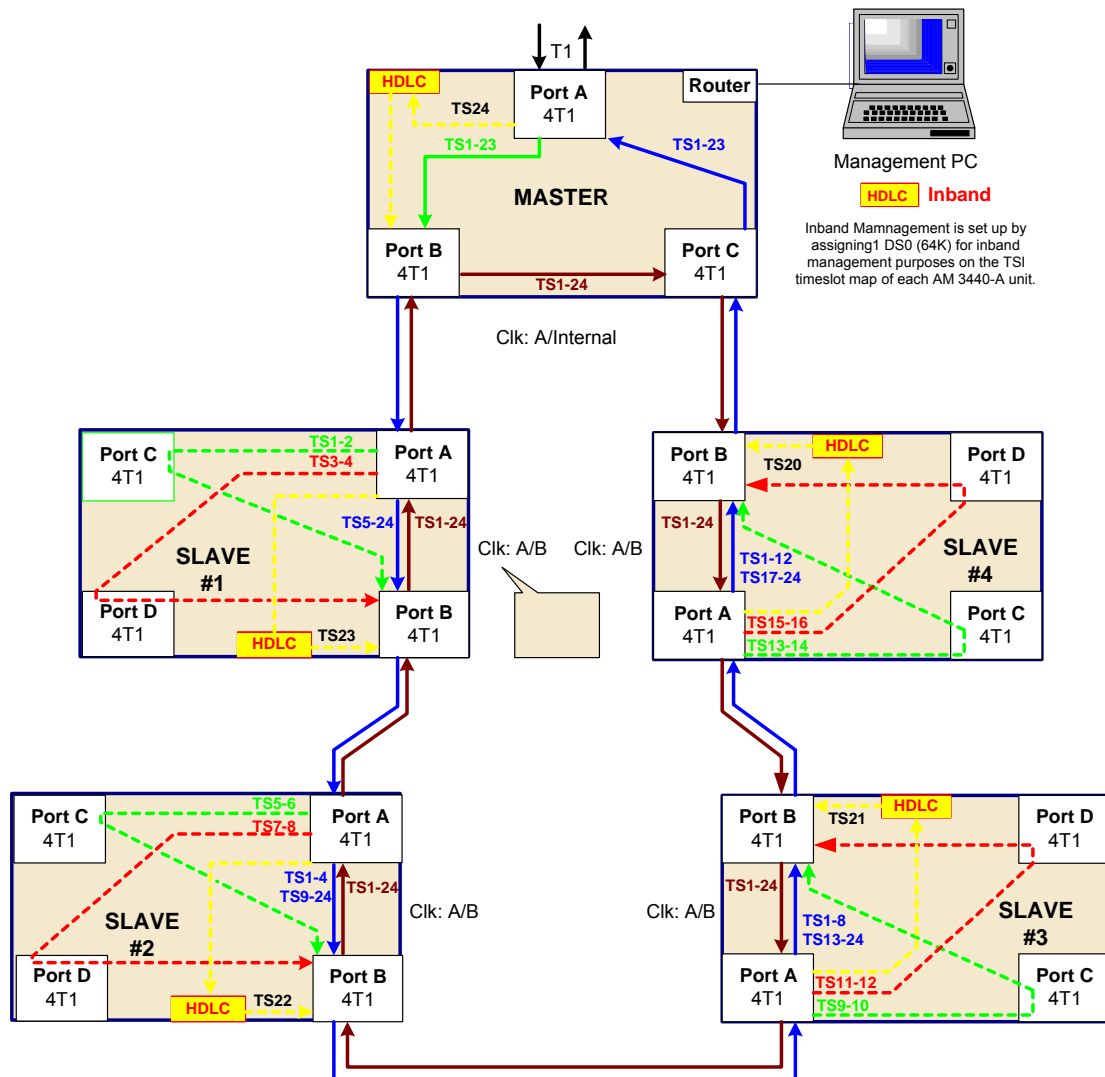 T1
HDLC
Port A
4T1
TS24
Router
TS1-23
TS1-23
MASTER
Port B
4T1
Port C
4T1
TS1-24
Management PC
HDLC Inband
Inband Mamnagement is set up by
assigning1 DS0 (64K) for inband
management purposes on the TSI
timeslot map of each AM 3440-A unit.
Clk: A/Internal
Port C
4T1
TS1-2
TS3-4
Port A
4T1
TS5-24
TS1-24
SLAVE
#1
Port D
4T1
HDLC
TS23
Port B
4T1
Clk: A/B
Clk: A/B
Port B
4T1
HDLC
TS20
Port D
4T1
TS1-24
TS1-12
TS17-24
SLAVE
#4
Port A
4T1
TS15-16
TS13-14
Port C
4T1
Port C
4T1
TS5-6
TS7-8
Port A
4T1
TS1-4
TS9-24
TS1-24
SLAVE
#2
Port D
4T1
HDLC
TS22
Port B
4T1
Clk: A/B
Clk: A/B
Port B
4T1
TS21
HDLC
Port D
4T1
TS1-24
TS1-8
TS13-24
SLAVE
#3
Port A
4T1
TS11-12
TS9-10
Port C
4T1